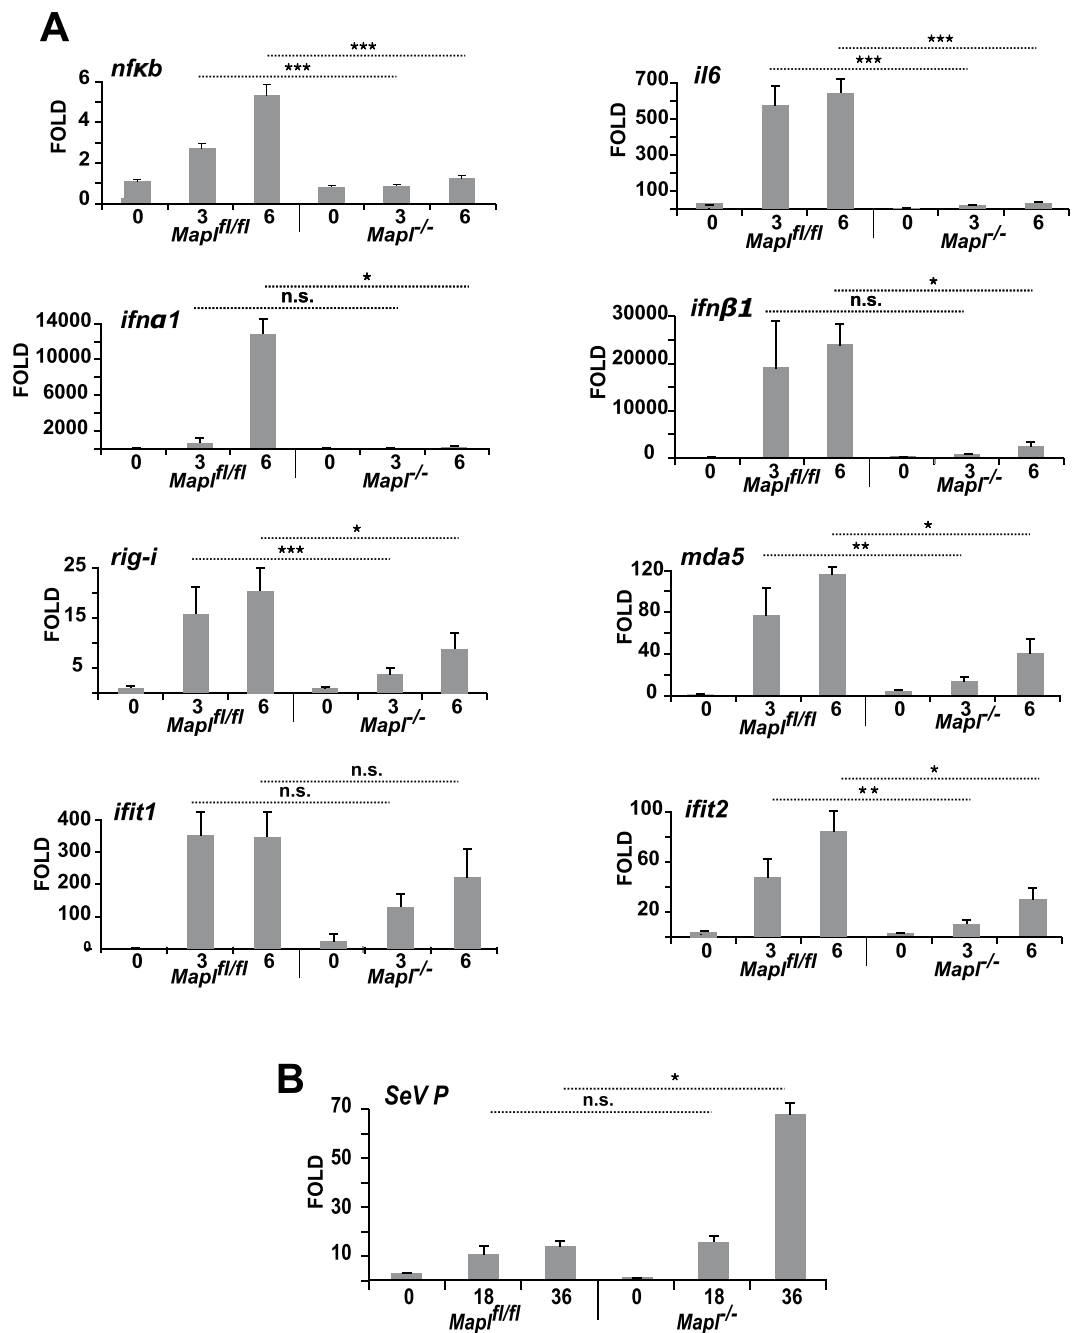 A
nfκb
***
***
FOLD
6
4
2
0
0 3 6 0 3 6
Maplfl/fl Mapl-/-
il6
***
***
FOLD
700
500
300
100
0 3 6 0 3 6
Maplfl/fl Mapl-/-
ifnα1
*
n.s.
FOLD
14000
10000
6000
2000
0 3 6 0 3 6
Maplfl/fl Mapl-/-
ifnβ1
*
n.s.
FOLD
30000
20000
10000
0
0 3 6 0 3 6
Maplfl/fl Mapl-/-
rig-i
*
***
FOLD
25
15
5
0 3 6 0 3 6
Maplfl/fl Mapl-/-
mda5
*
**
FOLD
120
80
40
0
0 3 6 0 3 6
Maplfl/fl Mapl-/-
ifit1
n.s.
n.s.
FOLD
400
300
200
100
0
0 3 6 0 3 6
Maplfl/fl Mapl-/-
ifit2
*
**
FOLD
100
60
20
0 3 6 0 3 6
Maplfl/fl Mapl-/-
B
SeV P
*
n.s.
FOLD
70
50
30
10
0 18 36 0 18 36
Maplfl/fl Mapl-/-